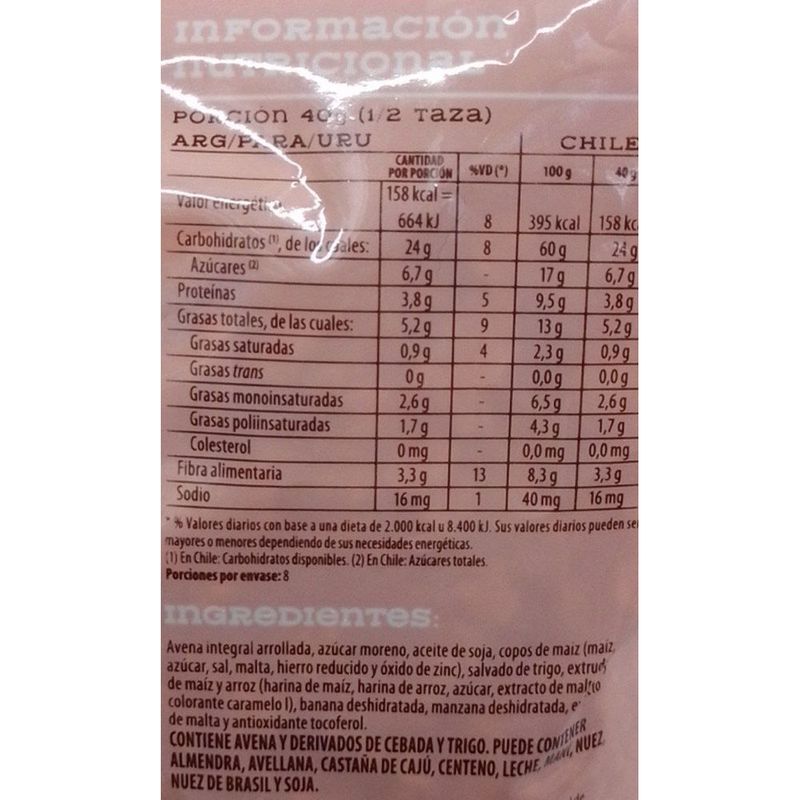 INFORMACIÓN
NUTRICIONAL
PORCIÓN 40g (1/2 Taza)
ARG/PARA/URU CHILE
CANTIDAD POR PORCIÓN %VD (*) 100 g 40 g
Valor energético 158 kcal = 664 kJ 8 395 kcal 158
Carbohidratos (1), de los cuales: 24 g 8 60 g 24 g
Azúcares (2) 6,7 g - 17 g 6,7 g
Proteínas 3,8 g 5 9,5 g 3,8 g
Grasas totales, de las cuales: 5,2 g 9 13 g 5,2 g
Grasas saturadas 0,9 g 4 2,3 g 0,9 g
Grasas trans 0 g - 0,0 g 0,0 g
Grasas monoinsaturadas 2,6 g - 6,5 g 2,6 g
Grasas poliinsaturadas 1,7 g - 4,3 g 1,7 g
Colesterol 0 mg - 0,0 mg 0,0 mg
Fibra alimentaria 3,3 g 13 8,3 g 3,3 g
Sodio 16 mg 1 40 mg 16 mg
* % Valores diarios con base a una dieta de 2.000 kcal u 8.400 kJ. Sus valores diarios pueden
mayores o menores dependiendo de sus necesidades energéticas.
(1) En Chile: Carbohidratos disponibles. (2) En Chile: Azúcares totales.
Porciones por envase: 8
INGREDIENTES:
Avena integral arrollada, azúcar moreno, aceite de soja, copos de maíz (maíz,
azúcar, sal, malta, hierro reducido y óxido de zinc), salvado de trigo,
de maíz y arroz (harina de maíz, harina de arroz, azúcar, extracto de
colorante caramelo I), banana deshidratada, manzana deshidratada,
de malta y antioxidante tocoferol.
CONTIENE AVENA Y DERIVADOS DE CEBADA Y TRIGO. PUEDE CONTENER
ALMENDRA, AVELLANA, CASTAÑA DE CAJÚ, CENTENO, LECHE, MANÍ, NUEZ,
NUEZ DE BRASIL Y SOJA.